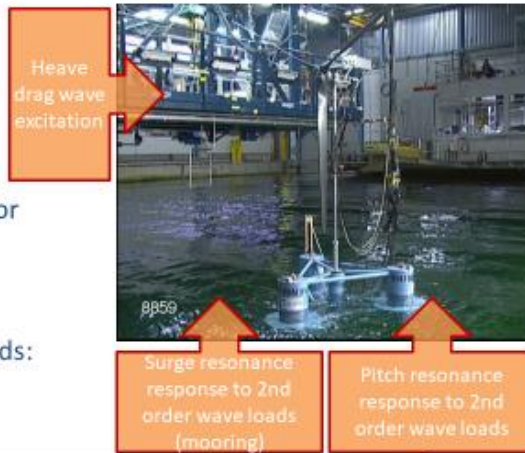 Heave
drag wave
excitation
or
8859
ds:
Surge resonance
response to 2nd
order wave loads
(mooring)
Pitch resonance
response to 2nd
order wave loads